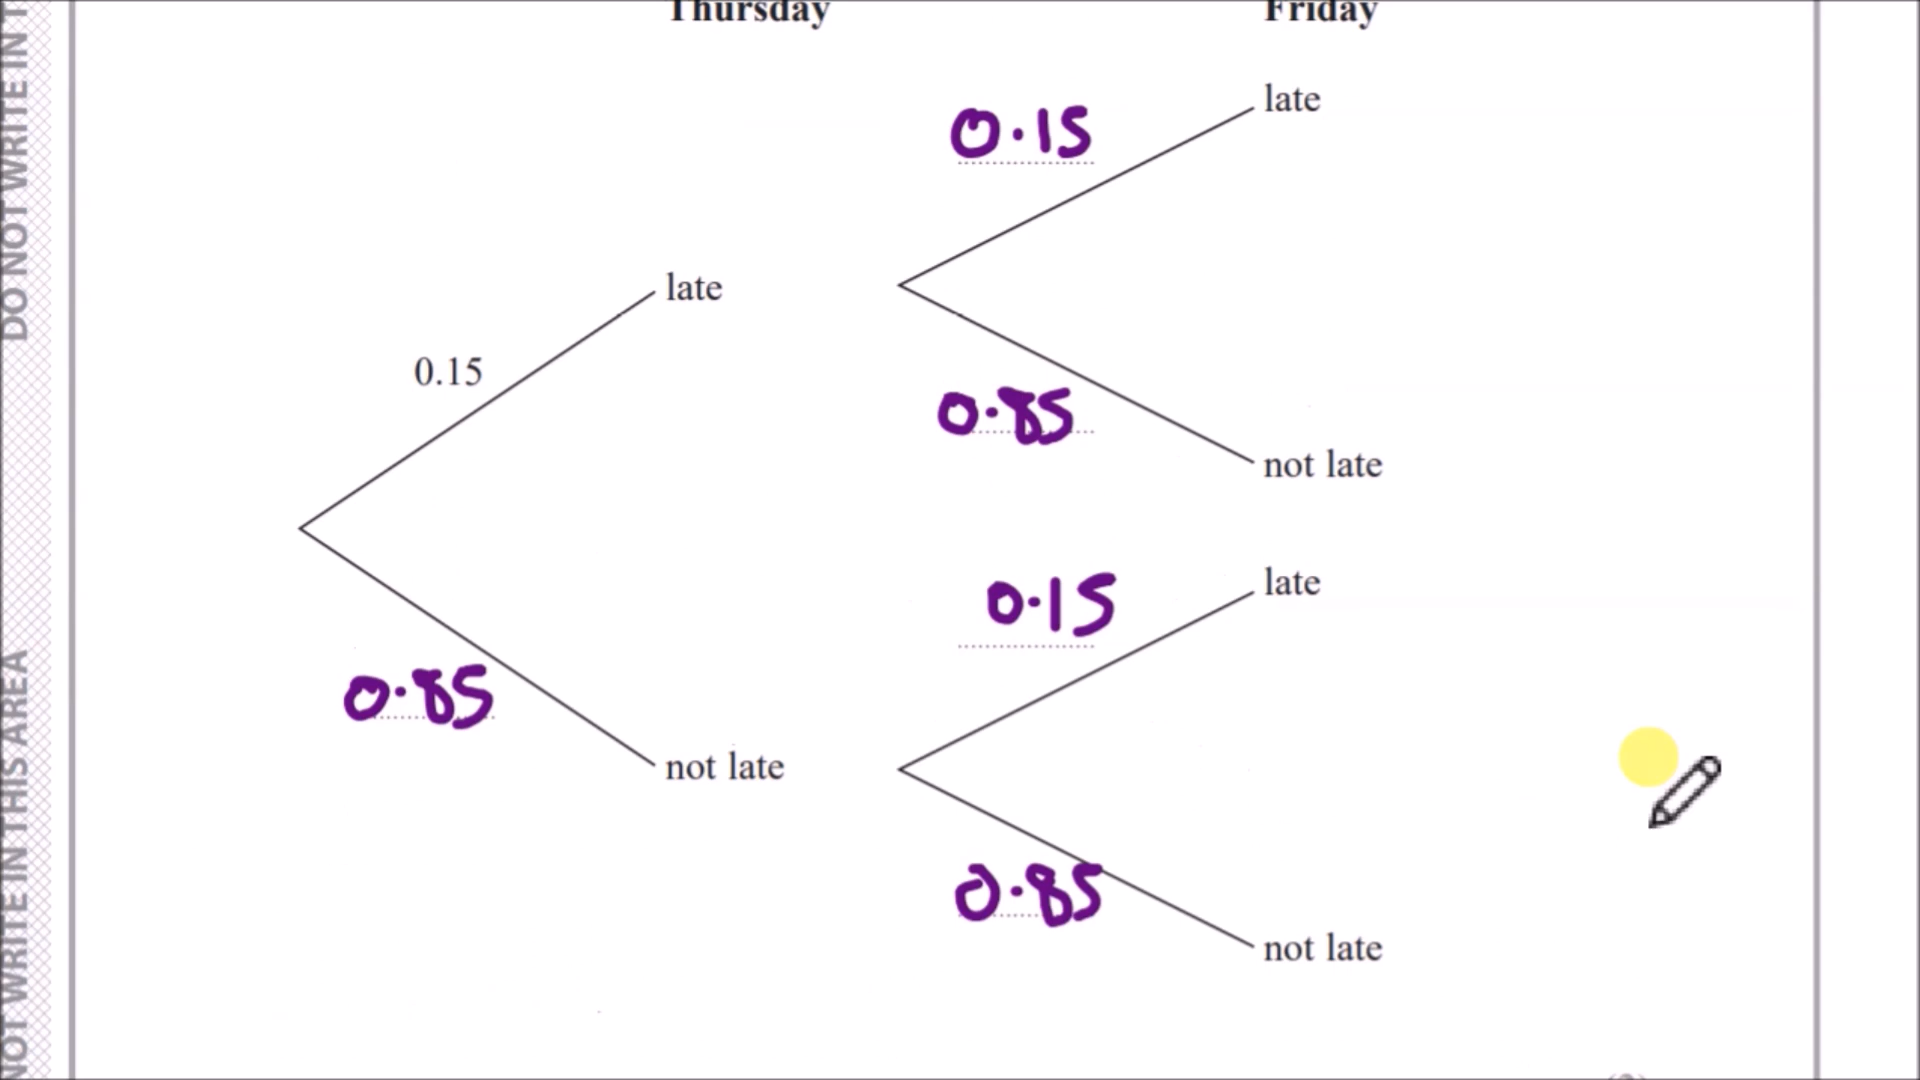 Thursday
Friday
late
0.15
late
0.15
0.85
not late
late
0.15
0.85
not late
0.85
not late
DO NOT WRITE IN T
NOT WRITE IN THIS AREA